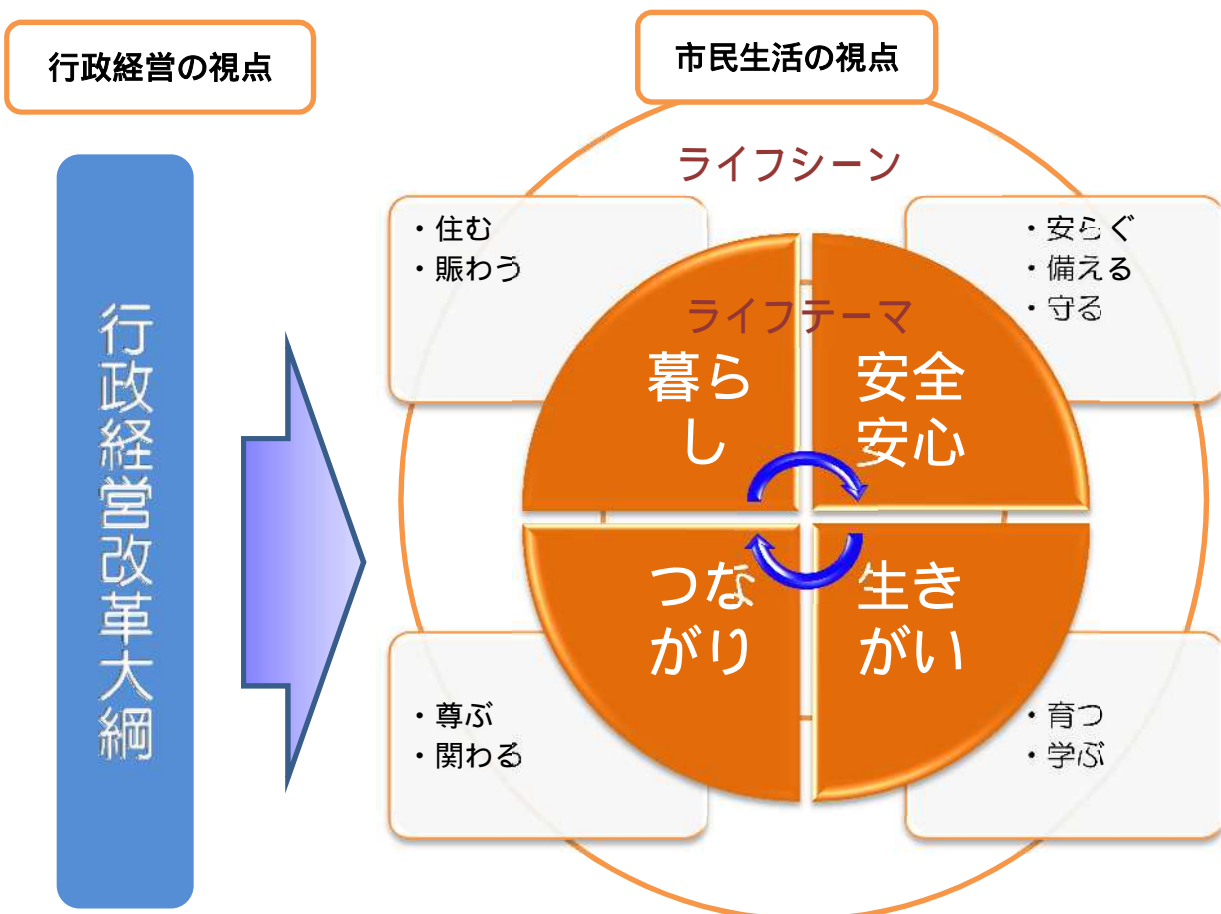 行政経営の視点
市民生活の視点
行政経営改革大綱
ライフシーン
・住む
・賑わう
・安らぐ
・備える
・守る
ライフテーマ
暮ら
し
安全
安心
つな
がり
生き
がい
・尊ぶ
・関わる
・育つ
・学ぶ